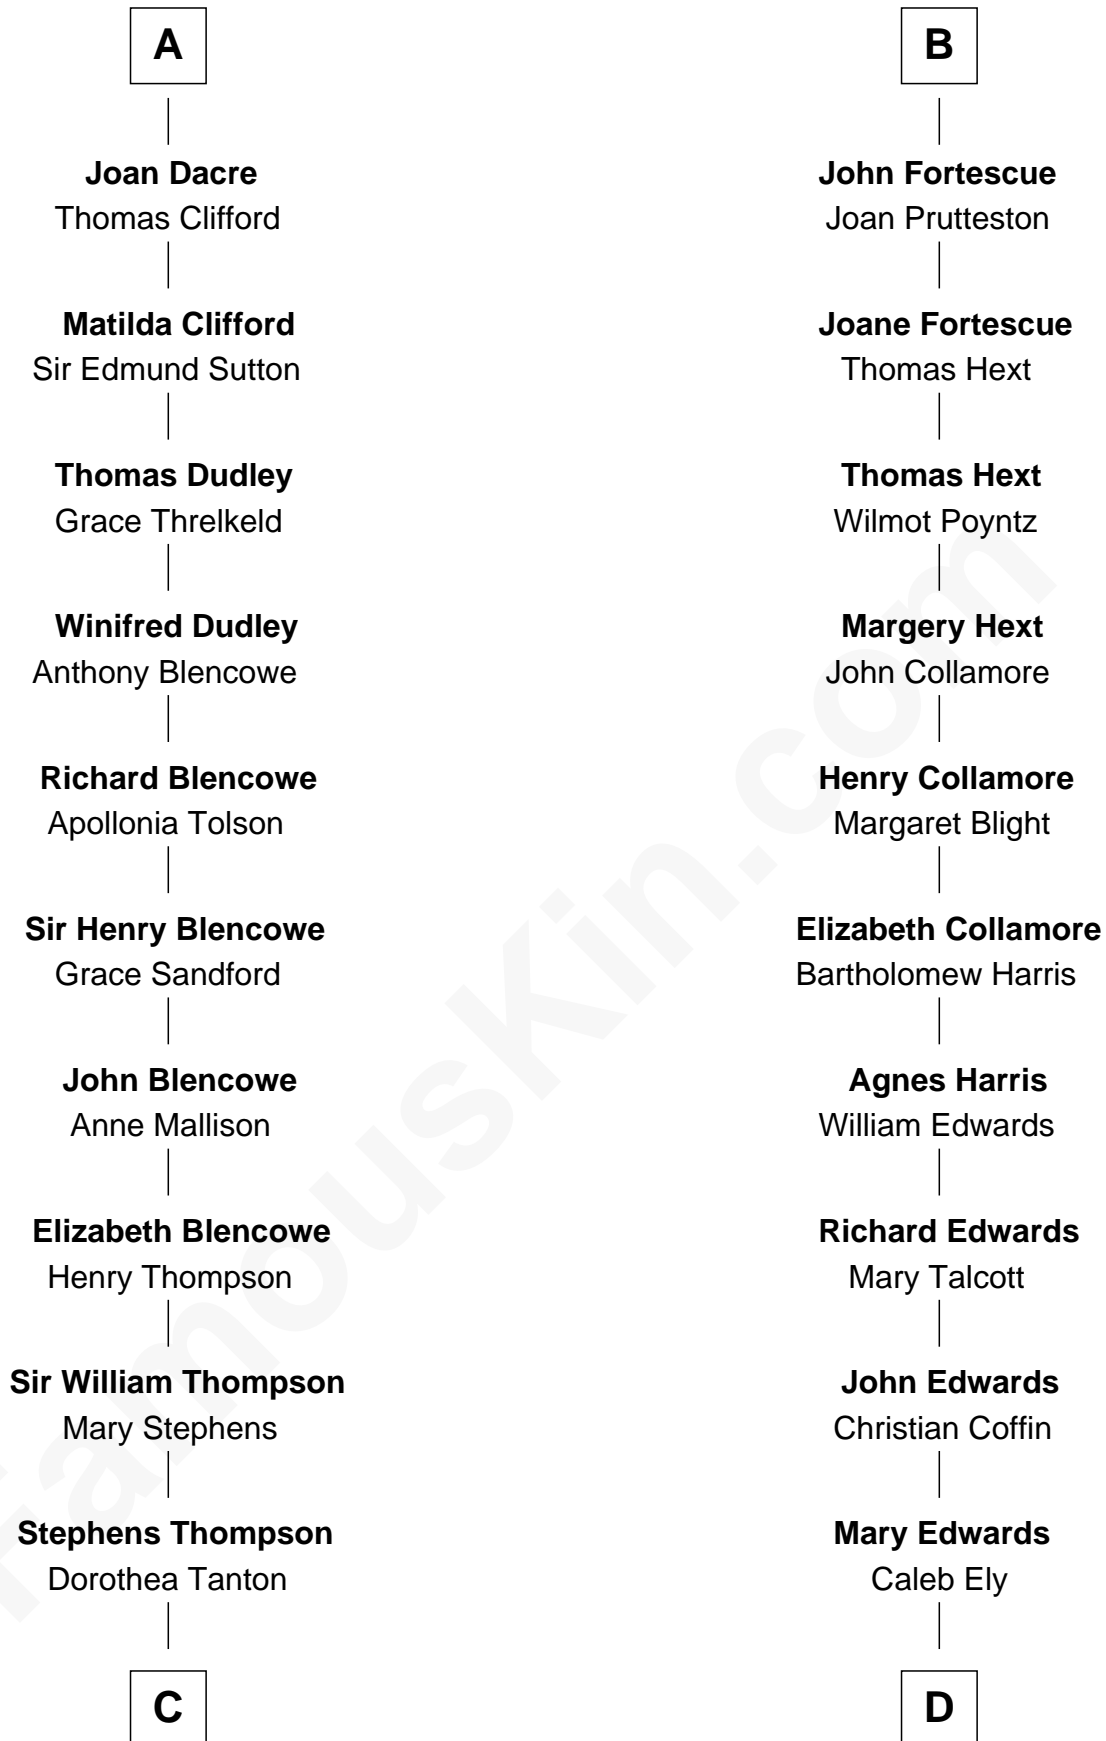 A
Joan Dacre
Thomas Clifford
Matilda Clifford
Sir Edmund Sutton
Thomas Dudley
Grace Threlkeld
Winifred Dudley
Anthony Blencowe
Richard Blencowe
Apollonia Tolson
Sir Henry Blencowe
Grace Sandford
John Blencowe
Anne Mallison
Elizabeth Blencowe
Henry Thompson
Sir William Thompson
Mary Stephens
Stephens Thompson
Dorothea Tanton
C
B
John Fortescue
Joan Prutteston
Joane Fortescue
Thomas Hext
Thomas Hext
Wilmot Poyntz
Margery Hext
John Collamore
Henry Collamore
Margaret Blight
Elizabeth Collamore
Bartholomew Harris
Agnes Harris
William Edwards
Richard Edwards
Mary Talcott
John Edwards
Christian Coffin
Mary Edwards
Caleb Ely
D
FamousKin.com